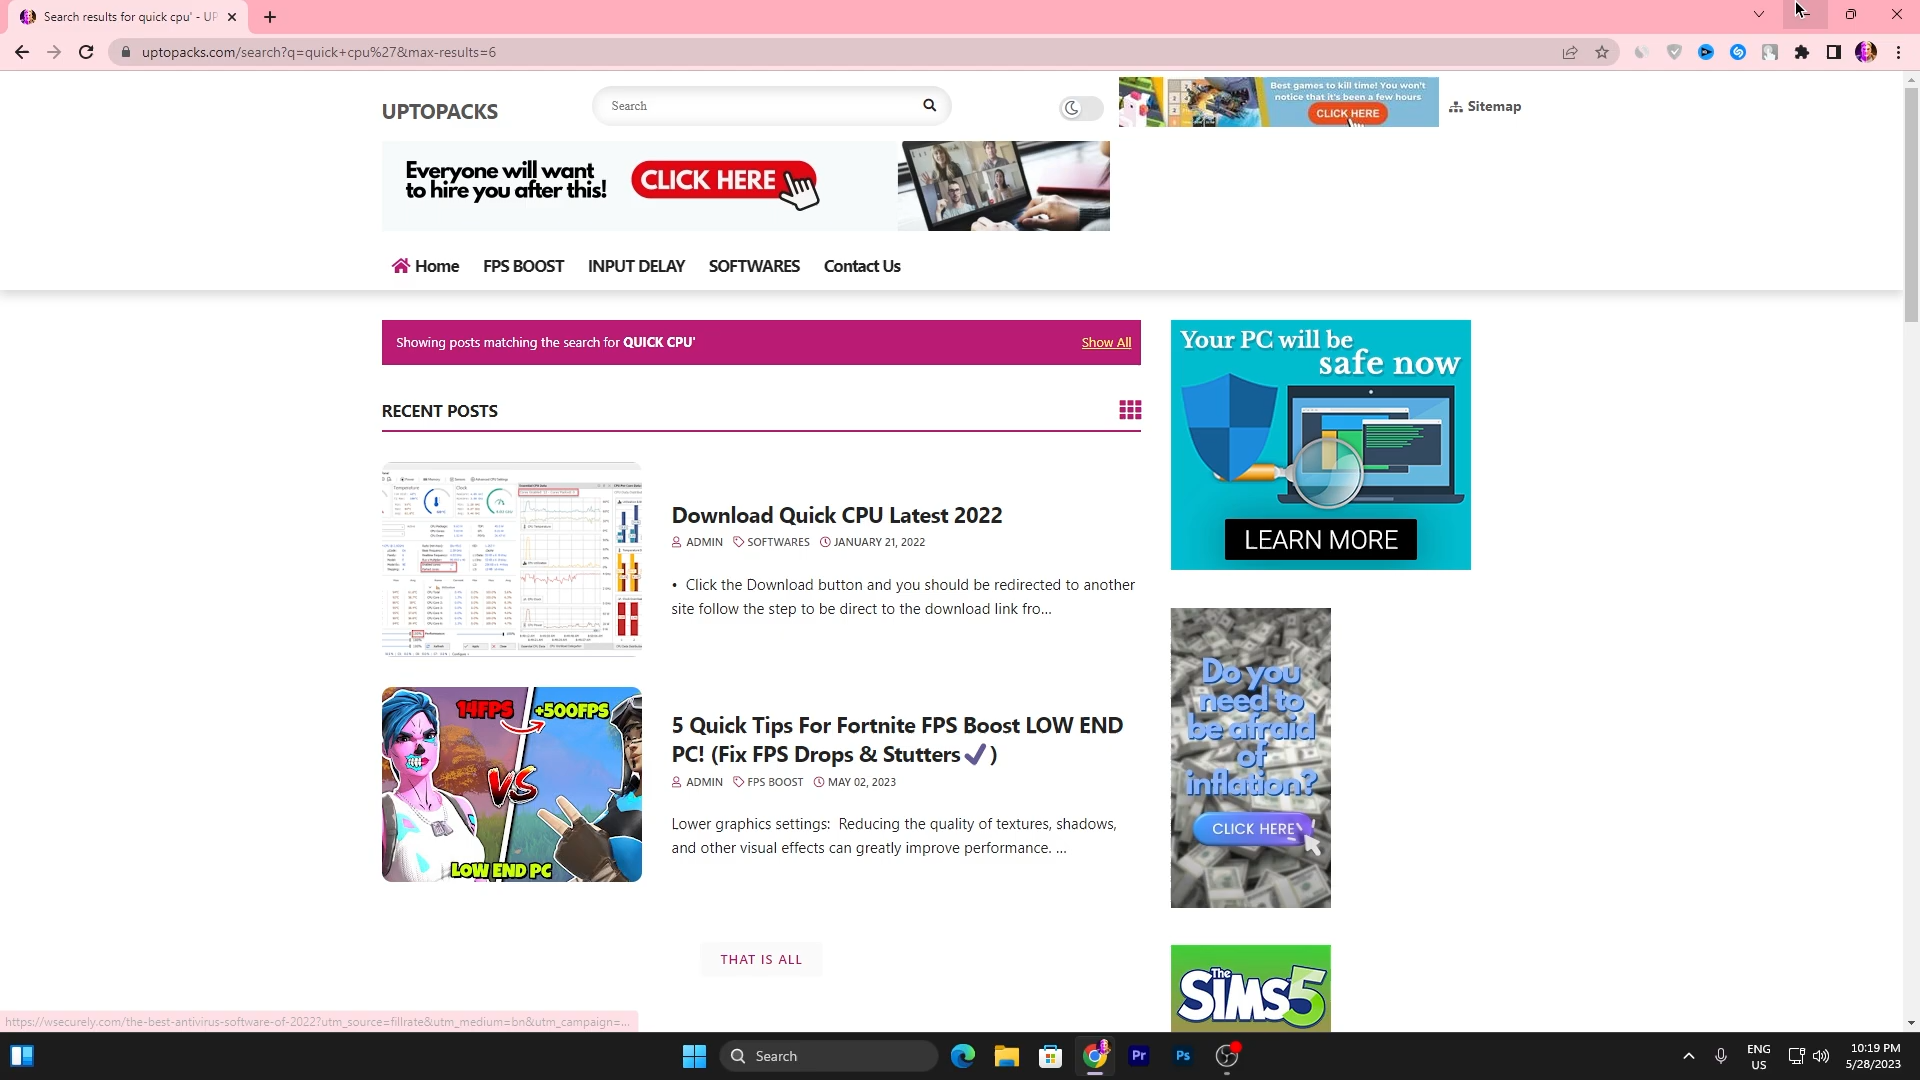 Search results for quick cpu' - UP
uptopacks.com/search?q=quick+cpu%27&max-results=6
UPTOPACKS
Search
Best games to kill time! You won't
notice that it's been a few hours
CLICK HERE
Sitemap
Everyone will want
to hire you after this!
CLICK HERE
Home
FPS BOOST
INPUT DELAY
SOFTWARES
Contact Us
Showing posts matching the search for QUICK CPU'
Show All
RECENT POSTS
Download Quick CPU Latest 2022
ADMIN SOFTWARES JANUARY 21, 2022
• Click the Download button and you should be redirected to another
site follow the step to be direct to the download link fro...
14FPS
+500FPS
VS
LOW END PC
5 Quick Tips For Fortnite FPS Boost LOW END
PC! (Fix FPS Drops & Stutters✔)
ADMIN FPS BOOST MAY 02, 2023
Lower graphics settings: Reducing the quality of textures, shadows,
and other visual effects can greatly improve performance. ...
THAT IS ALL
Your PC will be
safe now
LEARN MORE
Do you
need to
be afraid
of
inflation?
CLICK HERE
The
SIMS 5
https://wsecurely.com/the-best-antivirus-software-of-2022?utm_source=fillrate&utm_medium=bn&utm_campaign=...
Search
Pr
Ps
ENG
US
10:19 PM
5/28/2023